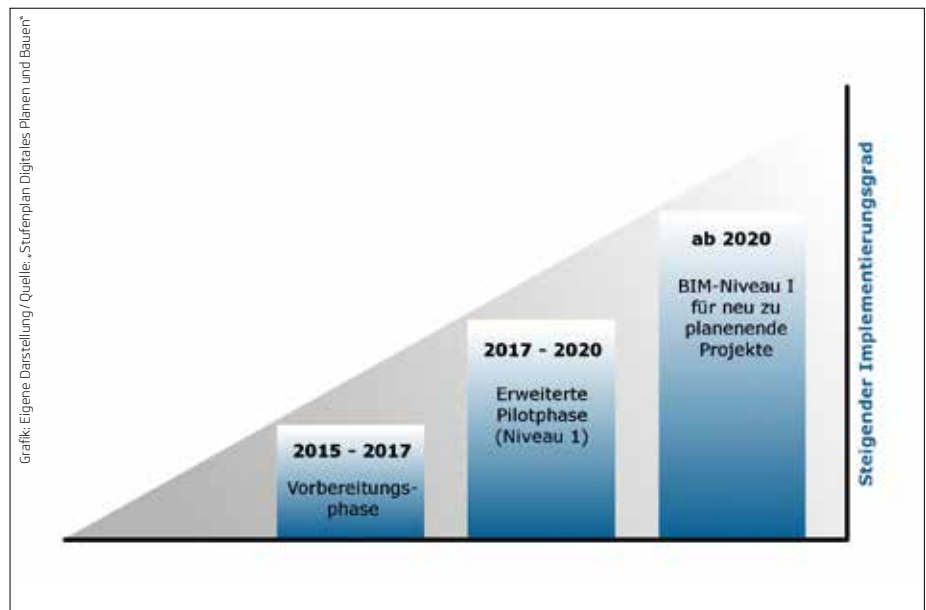 Grafik: Eigene Darstellung / Quelle: „Stufenplan Digitales Planen und Bauen“
2015 - 2017
Vorbereitungs-
phase
2017 - 2020
Erweiterte
Pilotphase
(Niveau 1)
ab 2020
BIM-Niveau I
für neu zu
planenende
Projekte
Steigender Implementierungsgrad